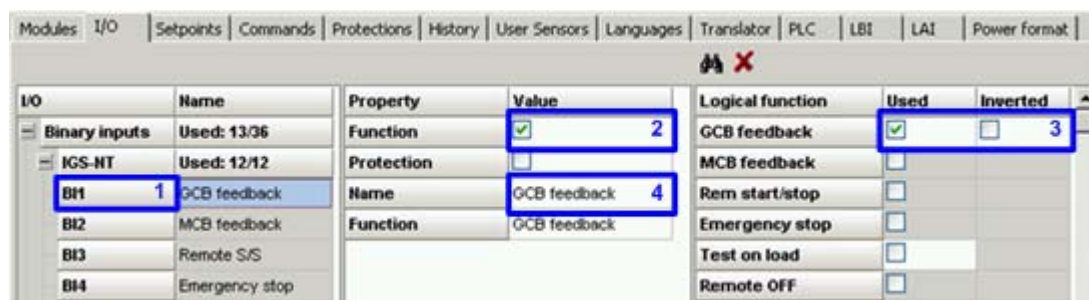 Modules I/O Setpoints Commands Protections History User Sensors Languages Translator PLC LBI LAI Power format
I/O Name Property Value Logical function Used Inverted
Binary inputs Used: 13/36 Function 2 GCB feedback 3
IGS-NT Used: 12/12 Protection MCB feedback
BI1 1 GCB feedback Name GCB feedback 4 Rem start/stop
BI2 MCB feedback Function GCB feedback Emergency stop
BI3 Remote S/S Test on load
BI4 Emergency stop Remote OFF